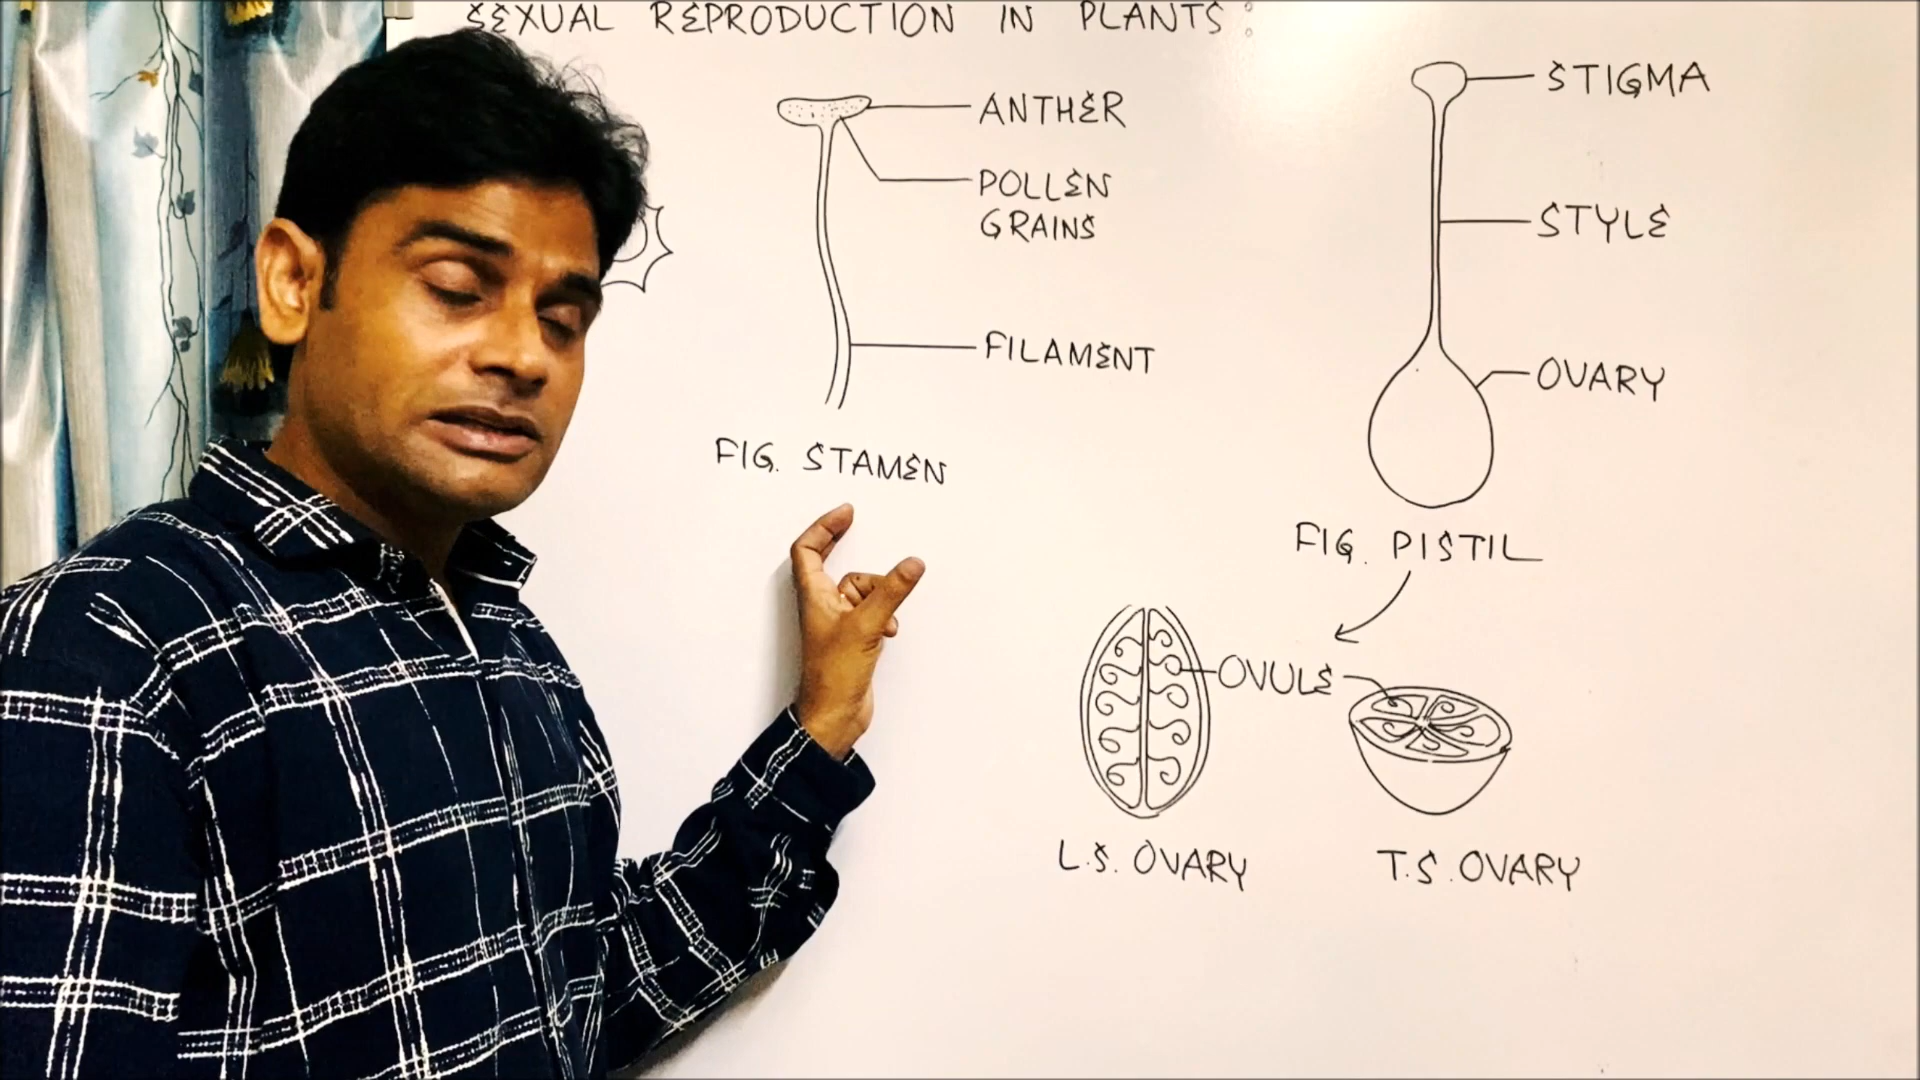 SEXUAL REPRODUCTION IN PLANTS:
ANTHER
POLLEN
GRAINS
FILAMENT
FIG. STAMEN
STIGMA
STYLE
OVARY
FIG. PISTIL
OVULE
L.S. OVARY
T.S. OVARY